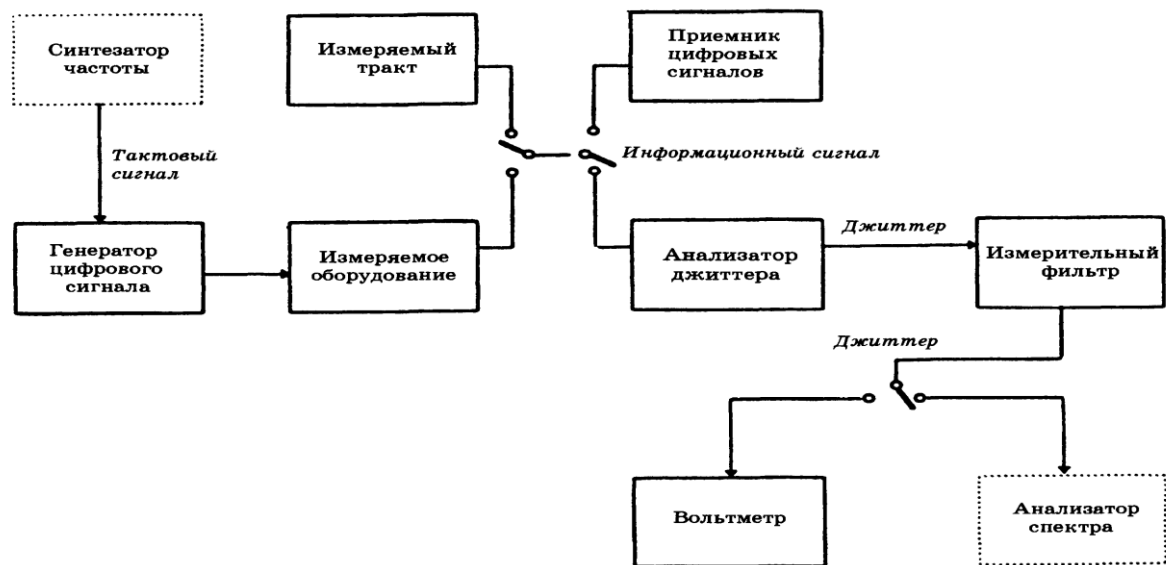 Синтезатор
частоты
Измеряемый
тракт
Приемник
цифровых
сигналов
Тактовый
сигнал
Информационный сигнал
Генератор
цифрового
сигнала
Измеряемое
оборудование
Анализатор
джиттера
Джиттер
Измерительный
фильтр
Джиттер
Вольтметр
Анализатор
спектра